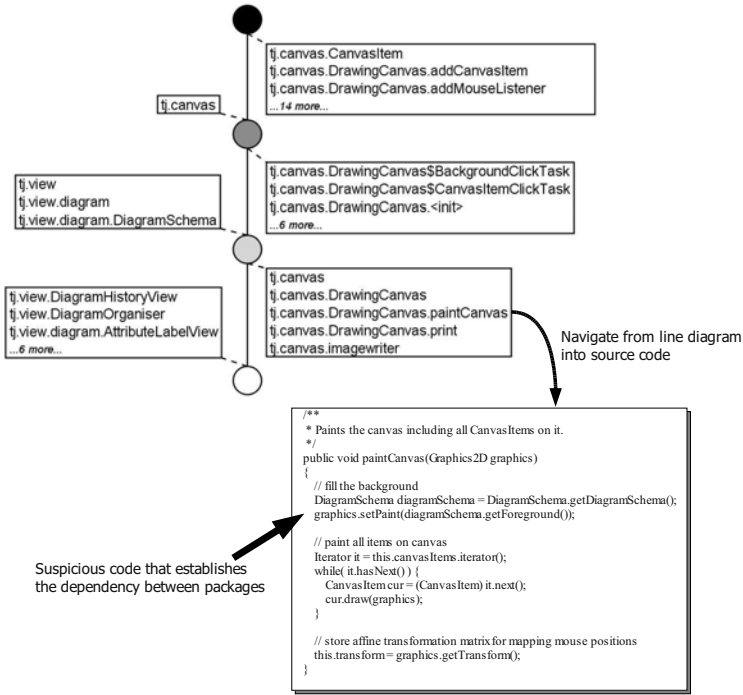 tj.canvas.CanvasItem
tj.canvas.DrawingCanvas.addCanvasItem
tj.canvas.DrawingCanvas.addMouseListener
...14 more...
tj.canvas
tj.canvas.DrawingCanvas$BackgroundClickTask
tj.canvas.DrawingCanvas$CanvasItemClickTask
tj.canvas.DrawingCanvas.<init>
...6 more...
tj.view
tj.view.diagram
tj.view.diagram.DiagramSchema
tj.canvas
tj.canvas.DrawingCanvas
tj.canvas.DrawingCanvas.paintCanvas
tj.canvas.DrawingCanvas.print
tj.canvas.imagewriter
tj.view.DiagramHistoryView
tj.view.DiagramOrganiser
tj.view.diagram.AttributeLabelView
...6 more...
Navigate from line diagram
into source code
/**
* Paints the canvas including all CanvasItems on it.
*/
public void paintCanvas(Graphics2D graphics)
{
// fill the background
DiagramSchema diagramSchema = DiagramSchema.getDiagramSchema();
graphics.setPaint(diagramSchema.getForeground());
// paint all items on canvas
Iterator it = this.canvasItems.iterator();
while( it.hasNext() ) {
CanvasItem cur = (CanvasItem) it.next();
cur.draw(graphics);
}
// store affine transformation matrix for mapping mouse positions
this.transform = graphics.getTransform();
}
Suspicious code that establishes
the dependency between packages